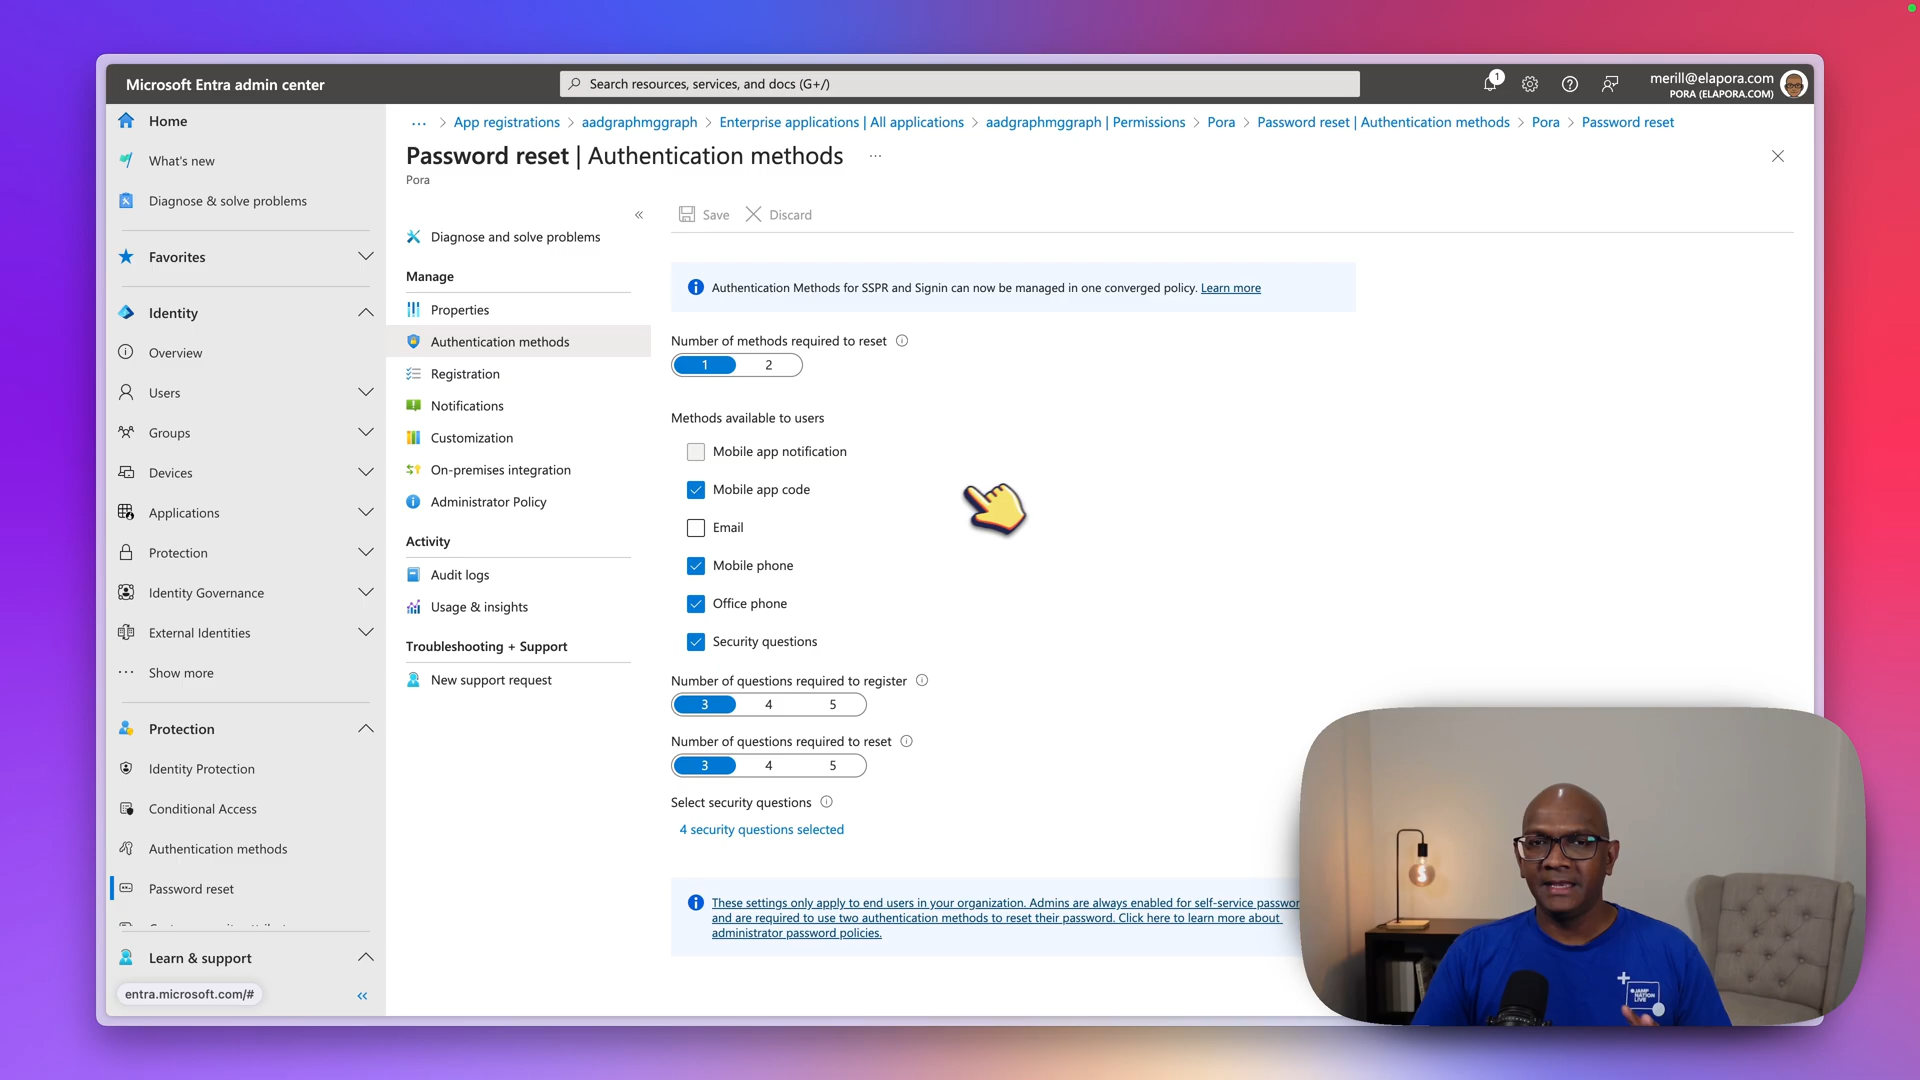 Microsoft Entra admin center
Search resources, services, and docs (G+/)
1
merill@elapora.com
PORA (ELAPORA.COM)
Home
What's new
Diagnose & solve problems
Favorites
Identity
Overview
Users
Groups
Devices
Applications
Protection
Identity Governance
External Identities
Show more
Protection
Identity Protection
Conditional Access
Authentication methods
Password reset
Learn & support
entra.microsoft.com/#
... > App registrations > aadgraphmggraph > Enterprise applications | All applications > aadgraphmggraph | Permissions > Pora > Password reset | Authentication methods > Pora > Password reset
Password reset | Authentication methods ...
Pora
Diagnose and solve problems
Manage
Properties
Authentication methods
Registration
Notifications
Customization
On-premises integration
Administrator Policy
Activity
Audit logs
Usage & insights
Troubleshooting + Support
New support request
Save Discard
Authentication Methods for SSPR and Signin can now be managed in one converged policy. Learn more
Number of methods required to reset
1 2
Methods available to users
Mobile app notification
Mobile app code
Email
Mobile phone
Office phone
Security questions
Number of questions required to register
3 4 5
Number of questions required to reset
3 4 5
Select security questions
4 security questions selected
These settings only apply to end users in your organization. Admins are always enabled for self-service passwor
and are required to use two authentication methods to reset their password. Click here to learn more about
administrator password policies.
JAMF
NATION
LIVE